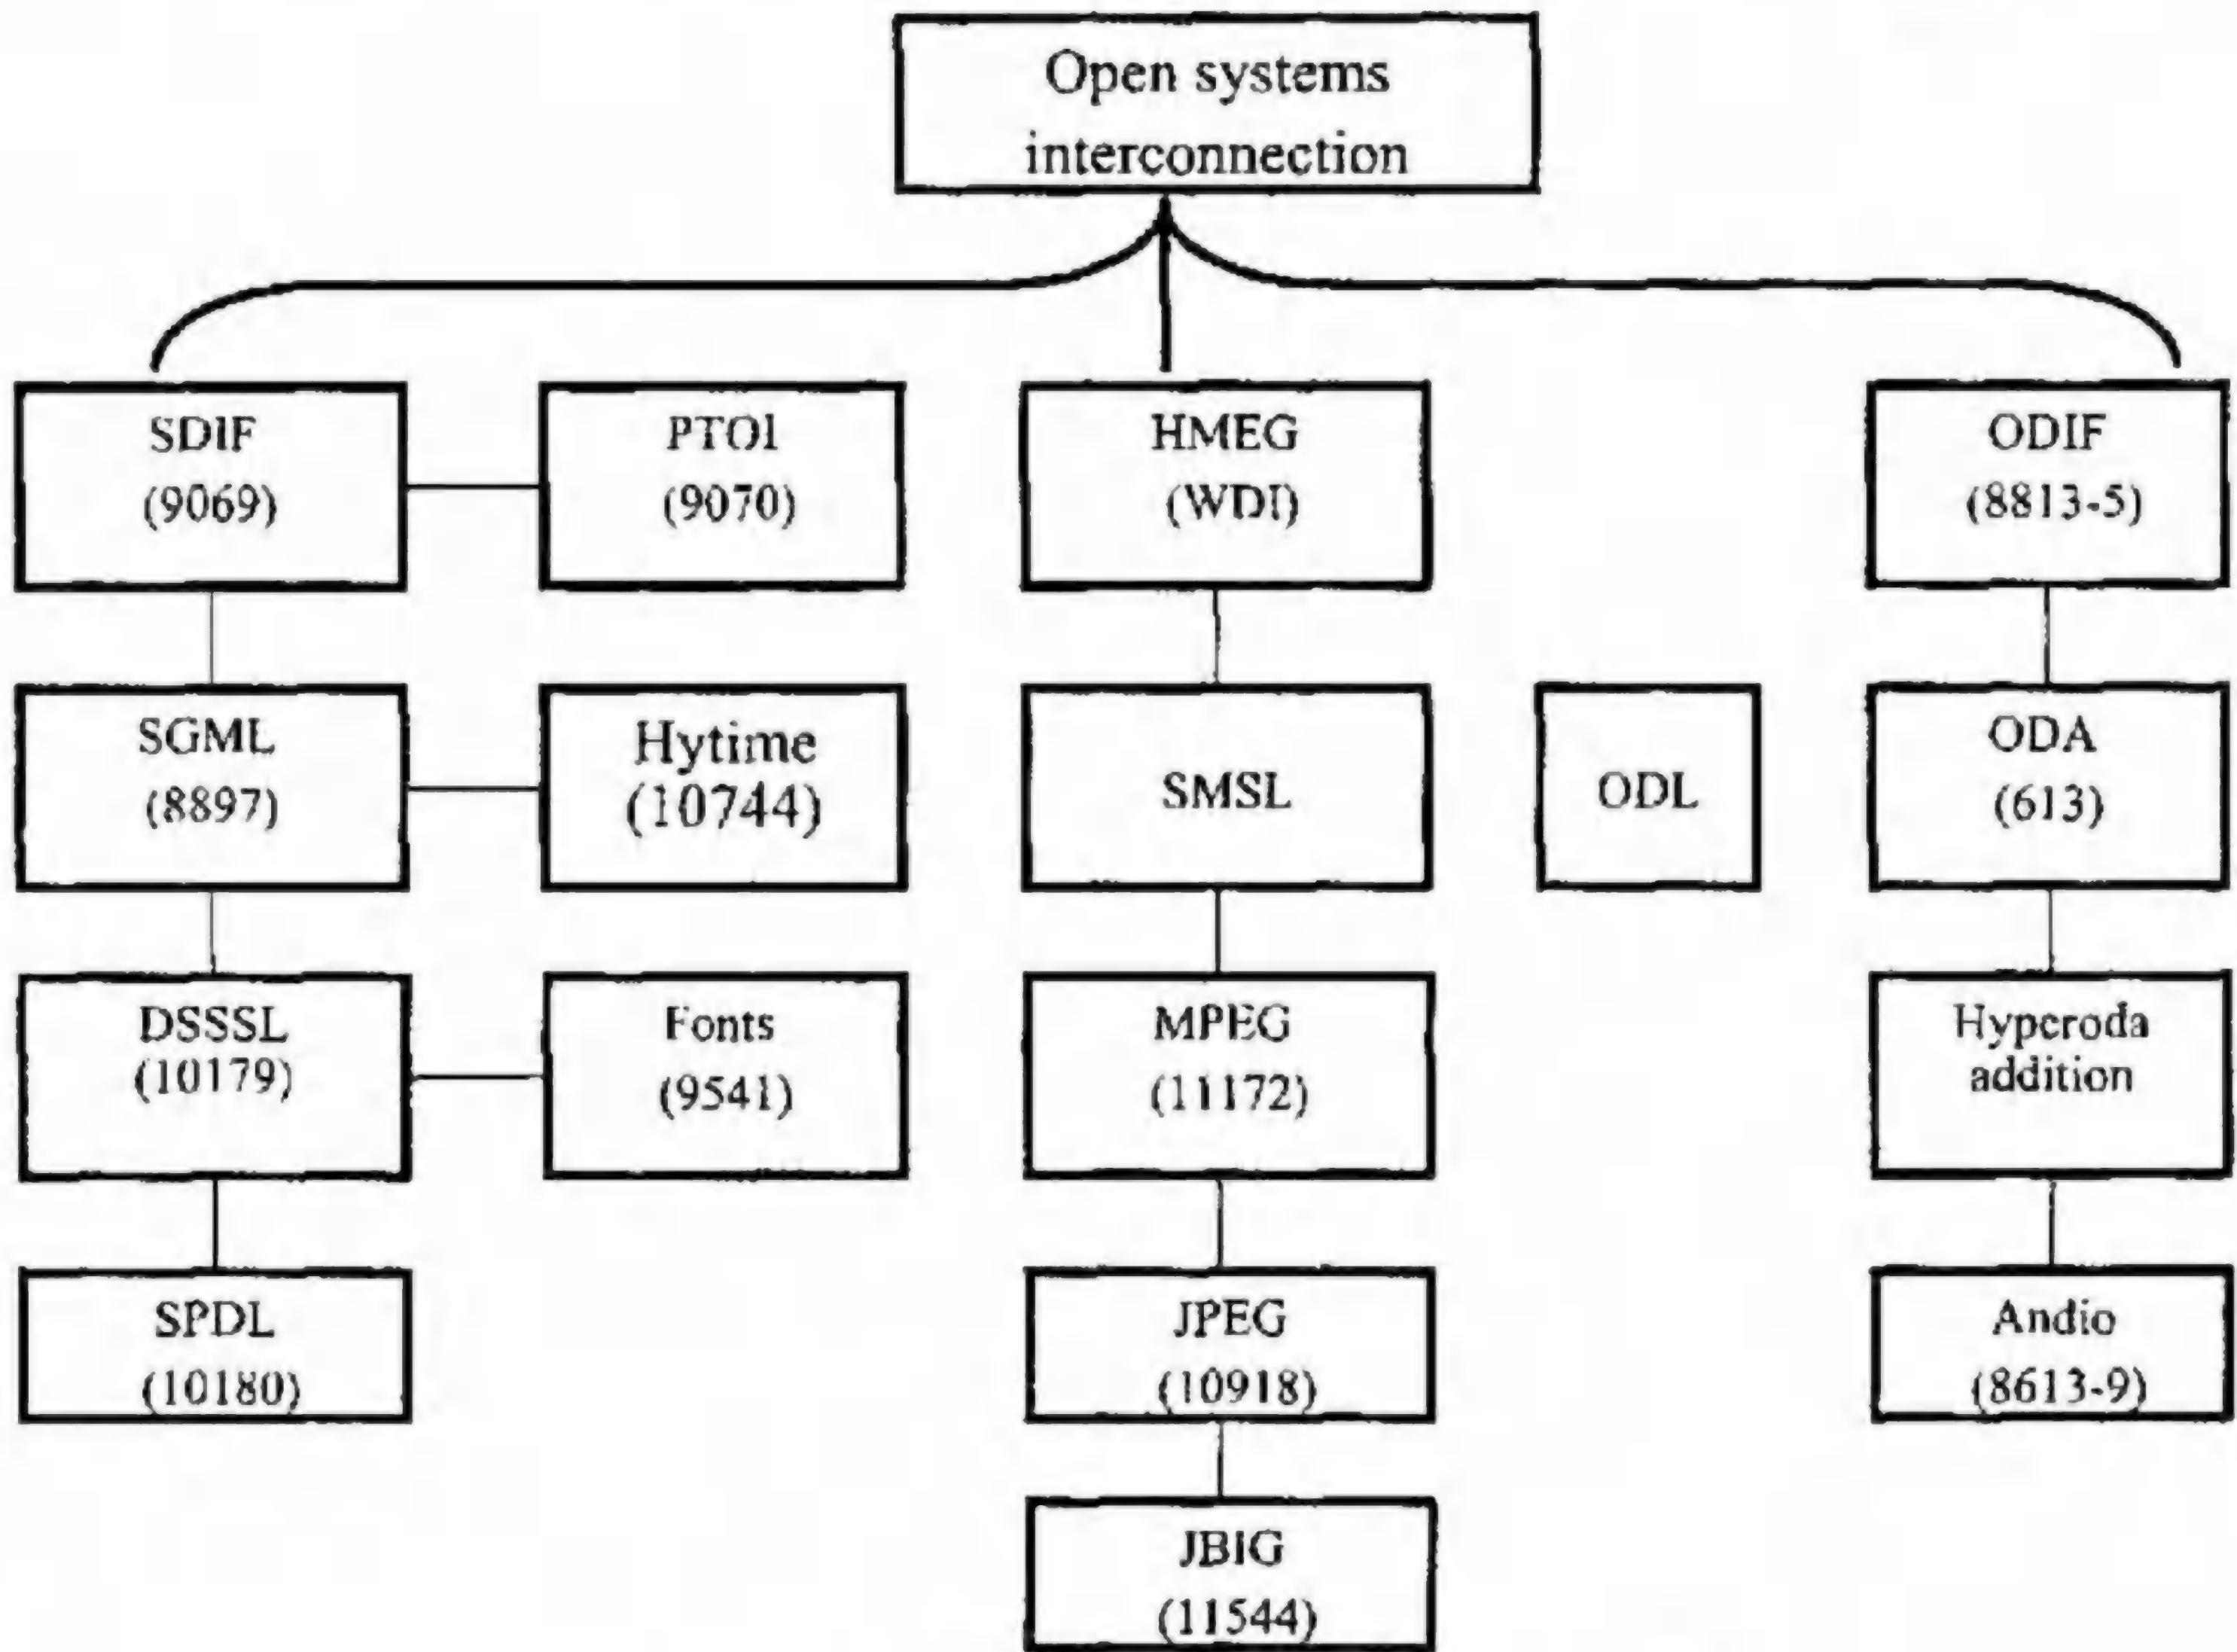 Open systems
interconnection
SDIF
(9069)
PTOI
(9070)
HMEG
(WDI)
ODIF
(8813-5)
SGML
(8897)
Hytime
(10744)
SMSL
ODL
ODA
(613)
DSSSL
(10179)
Fonts
(9541)
MPEG
(11172)
Hyperoda
addition
SPDL
(10180)
JPEG
(10918)
Andio
(8613-9)
JBIG
(11544)